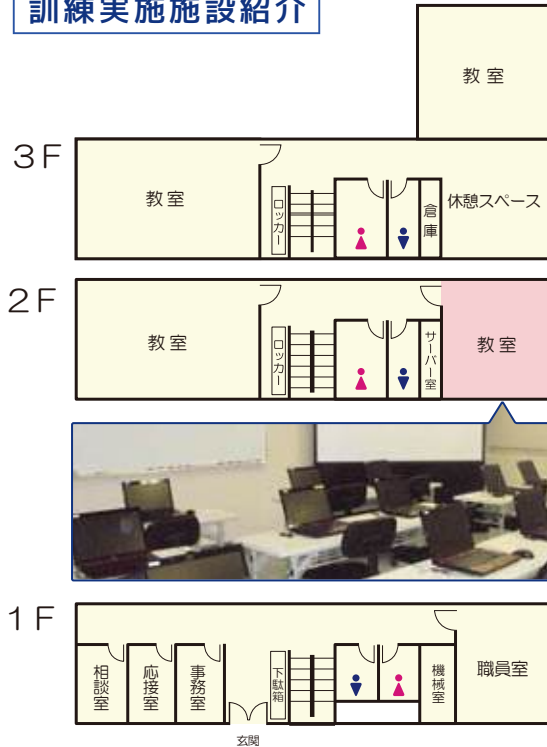 訓練実施施設紹介
教室
3F
教室
ロッカー
倉庫
休憩スペース
2F
教室
ロッカー
サーバー室
教室
1F
相談室
応接室
事務室
下駄箱
機械室
職員室
玄関